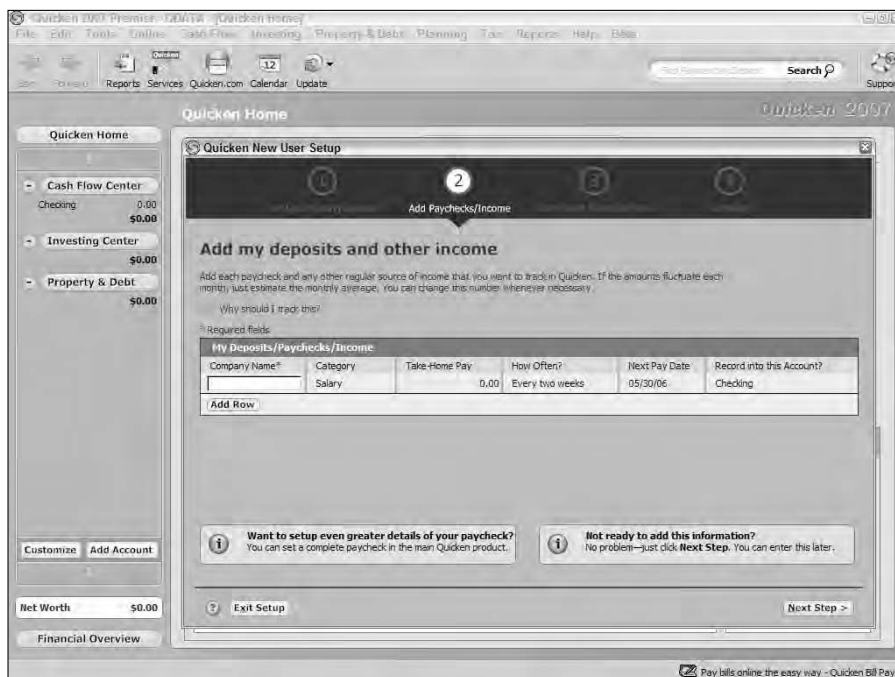 Quicken 2007 Premier - QDATA - [Quicken Home]
File Edit Tools Online Cash Flow Investing Property & Debt Planning Tax Reports Help
Quicken
12
Reports Services Quicken.com Calendar Update
Search
Suppor
Quicken Home
Quicken 2007
Quicken Home
Cash Flow Center
Checking 0.00
$0.00
Investing Center
$0.00
Property & Debt
$0.00
Customize Add Account
Net Worth $0.00
Financial Overview
Quicken New User Setup
1 2 3
Add Paychecks/Income
Add my deposits and other income
Add each paycheck and any other regular source of income that you want to track in Quicken. If the amounts fluctuate each
month, just estimate the monthly average. You can change this number whenever necessary.
Why should I track this?
* Required fields
My Deposits/Paychecks/Income
Company Name* Category Take-Home Pay How Often? Next Pay Date Record into this Account?
Salary 0.00 Every two weeks 05/30/06 Checking
Add Row
Want to setup even greater details of your paycheck?
You can set a complete paycheck in the main Quicken product.
Not ready to add this information?
No problem—just click Next Step. You can enter this later.
? Exit Setup
Next Step >
Pay bills online the easy way - Quicken Bill Pay